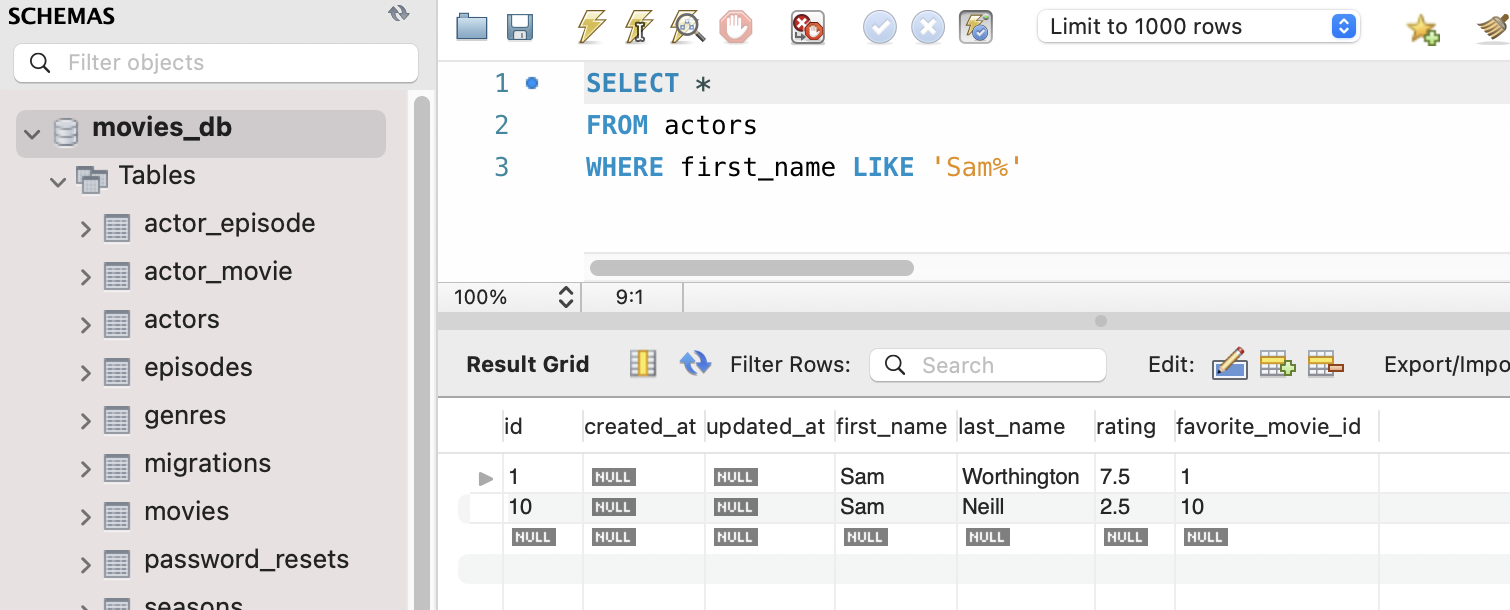 SCHEMAS
Filter objects
movies_db
Tables
actor_episode
actor_movie
actors
episodes
genres
migrations
movies
password_resets
seasons
Limit to 1000 rows
1 SELECT *
2 FROM actors
3 WHERE first_name LIKE 'Sam%'
100% 9:1
Result Grid Filter Rows: Search Edit: Export/Impo
id created_at updated_at first_name last_name rating favorite_movie_id
1 NULL NULL Sam Worthington 7.5 1
10 NULL NULL Sam Neill 2.5 10
NULL NULL NULL NULL NULL NULL NULL